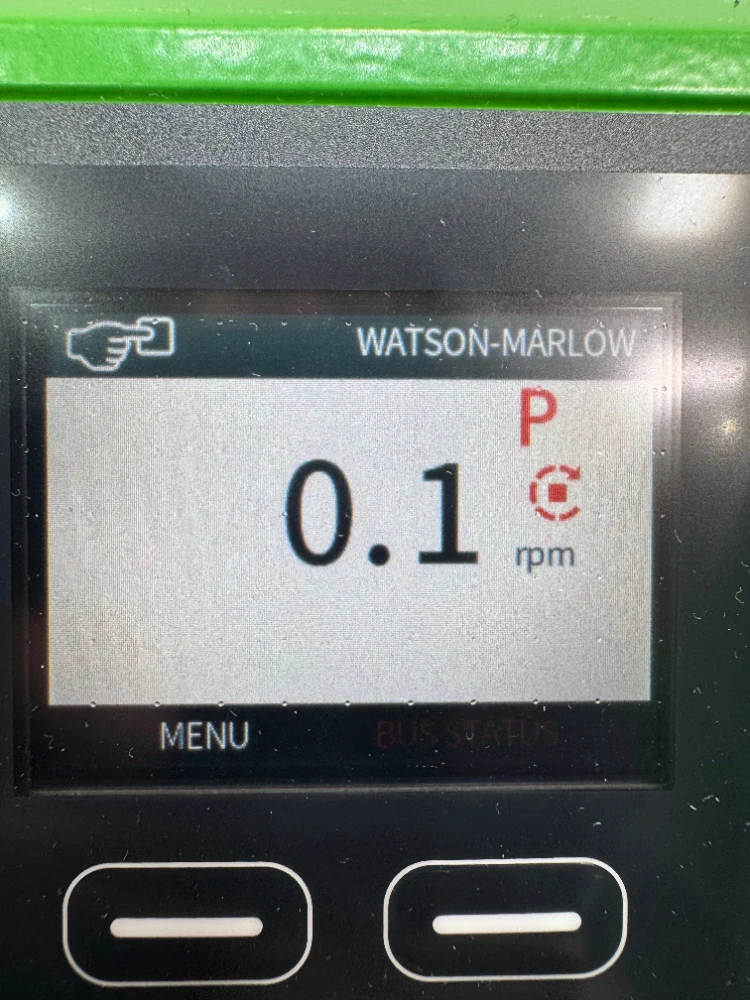 WATSON-MARLOW
P
0.1
rpm
MENU
BUS STATUS